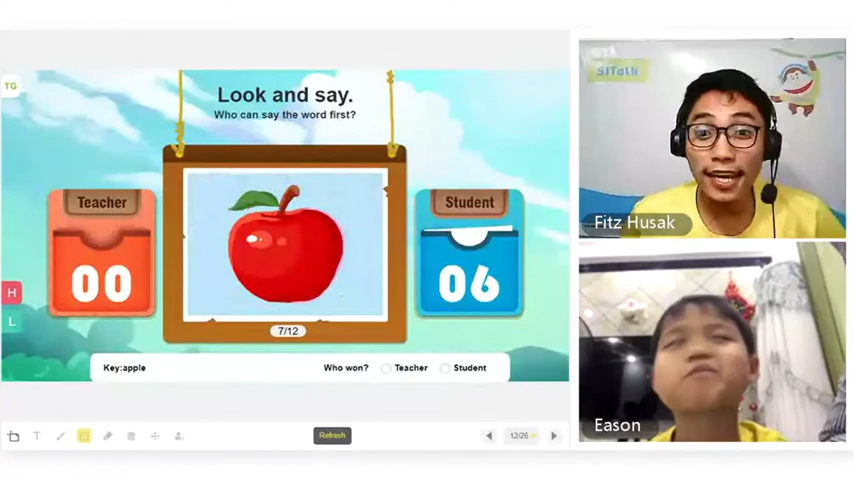 TG
Look and say.
Who can say the word first?
Teacher
00
Student
06
7/12
H
L
Key:apple
Who won?
Teacher
Student
T
Refresh
12/26
SITalk
Fitz Husak
Eason